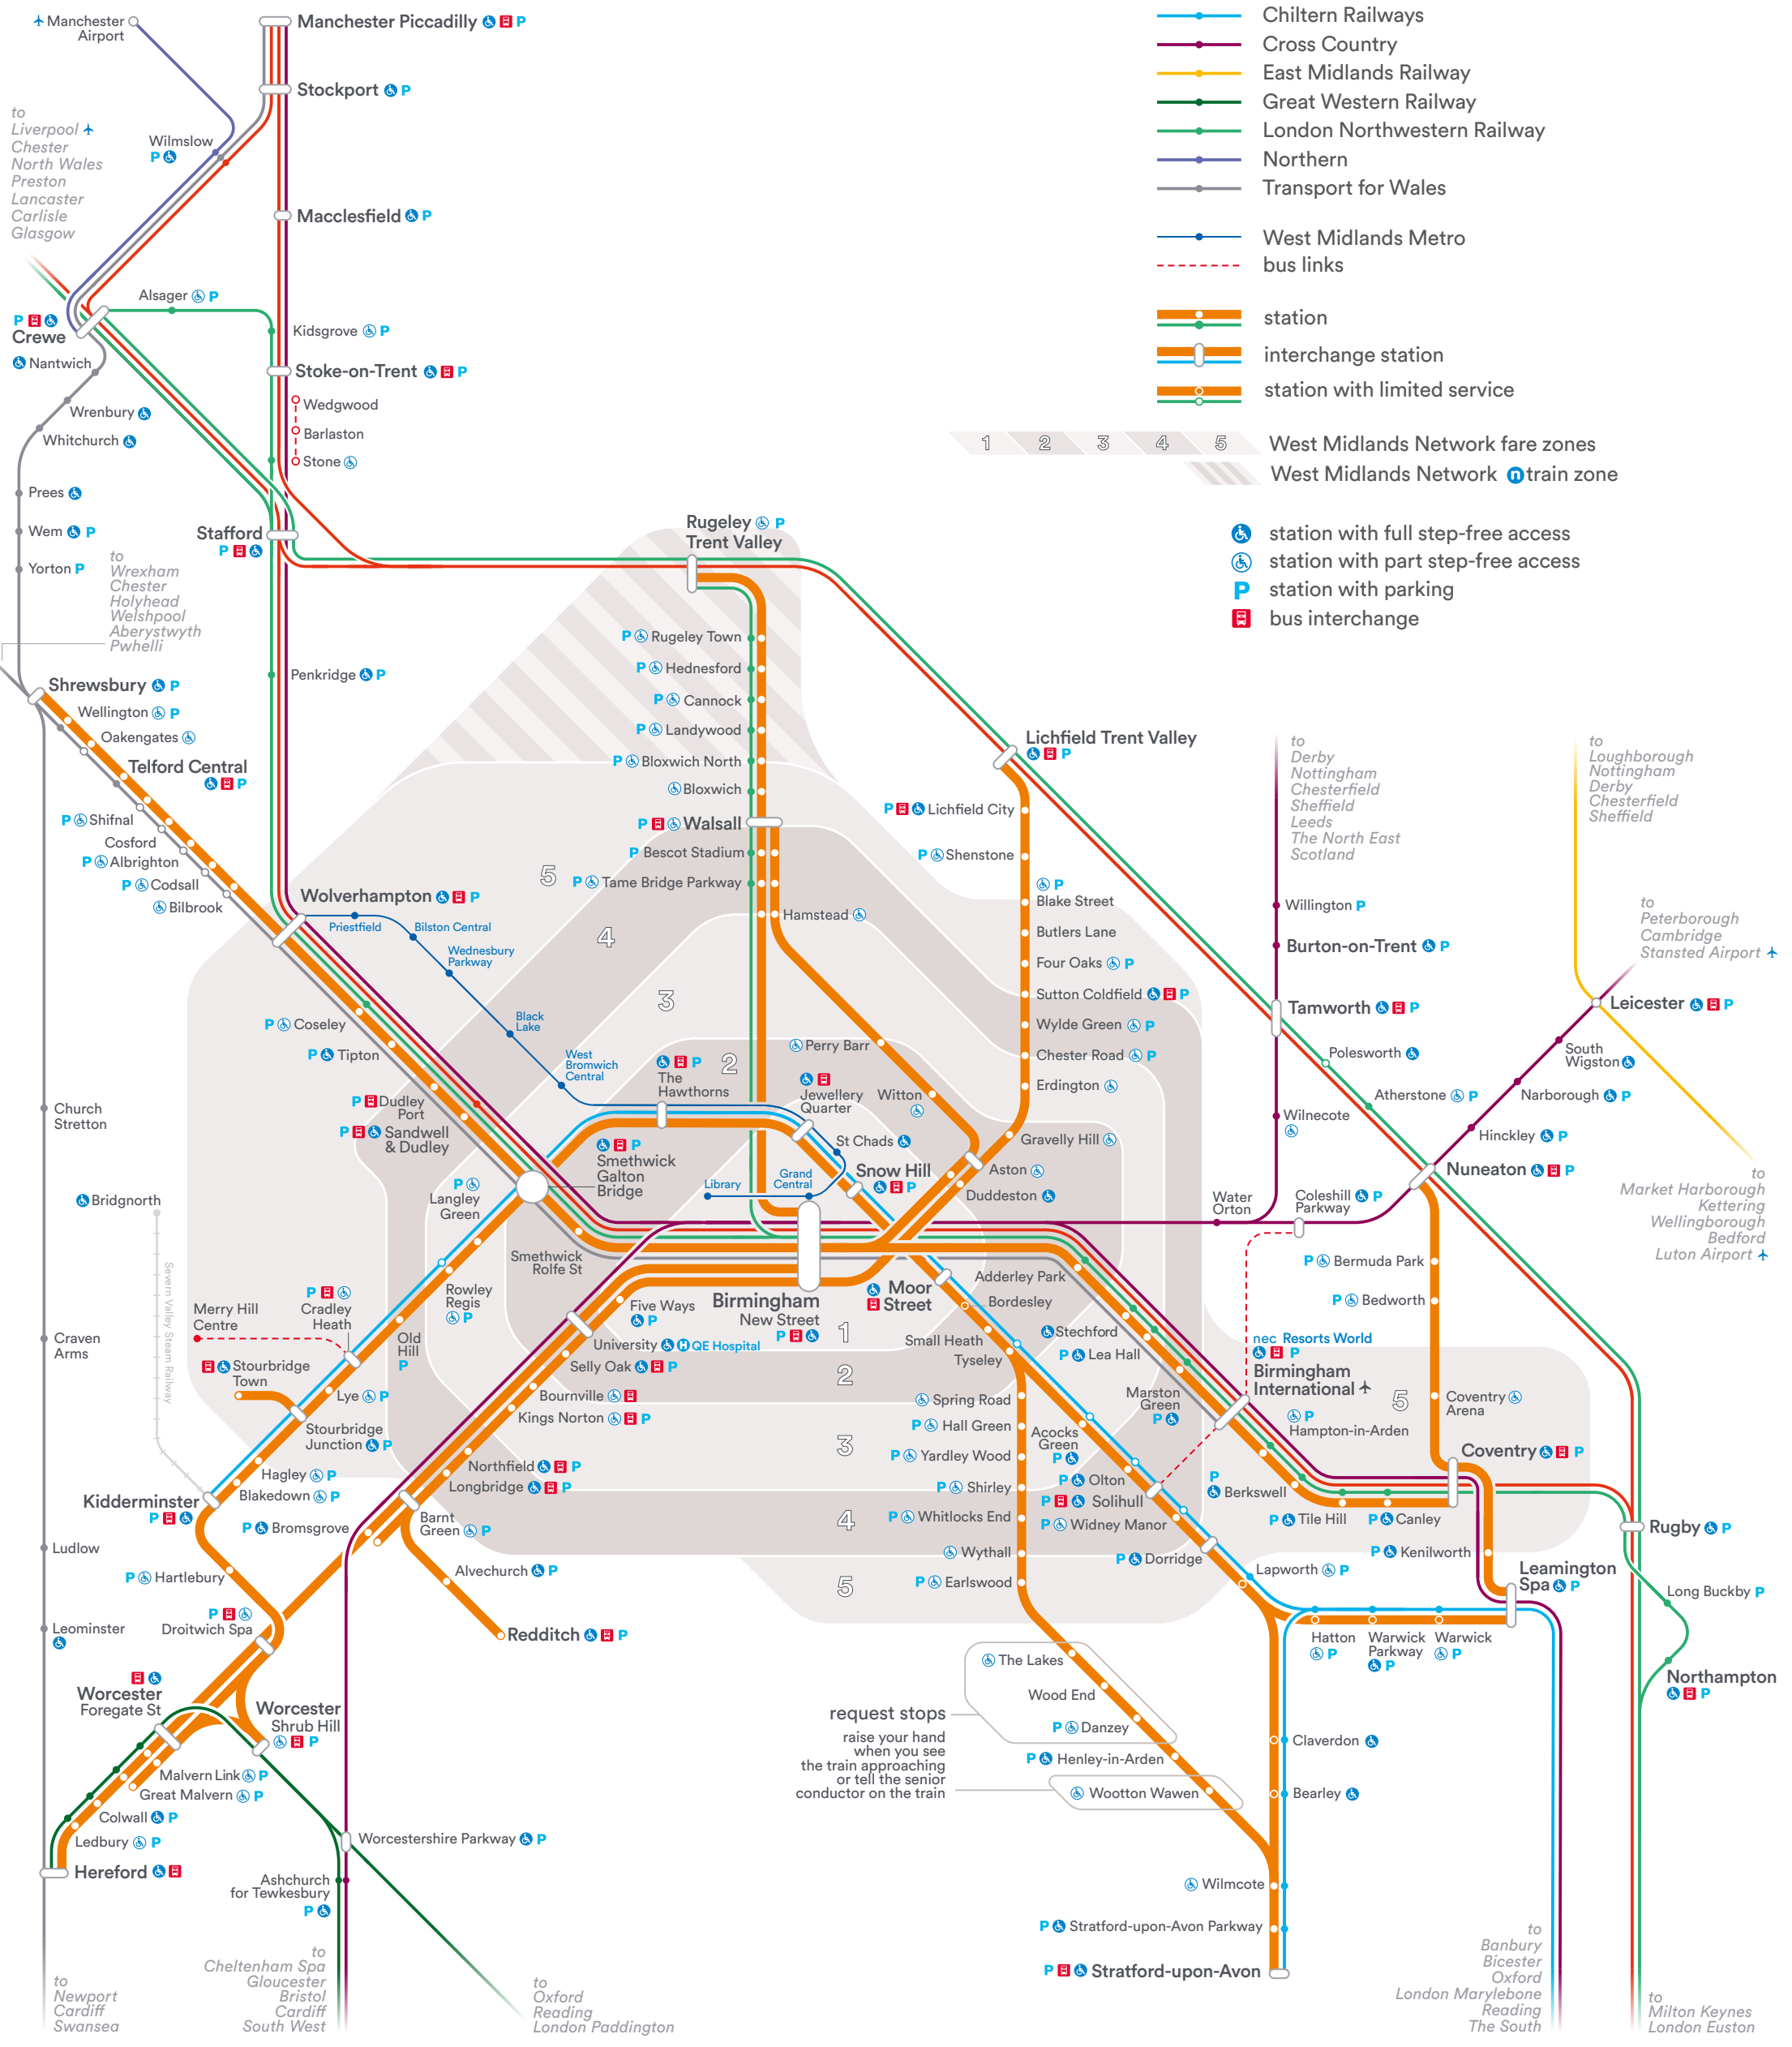 Manchester
Airport
Manchester Piccadilly
Stockport
to
Liverpool
Chester
North Wales
Preston
Lancaster
Carlisle
Glasgow
Wilmslow
Macclesfield
Alsager
Kidsgrove
Crewe
Nantwich
Stoke-on-Trent
Wrenbury
Whitchurch
Wedgwood
Barlaston
Stone
Prees
Wem
Yorton
Stafford
to
Wrexham
Chester
Holyhead
Welshpool
Aberystwyth
Pwhelli
Penkridge
Chiltern Railways
Cross Country
East Midlands Railway
Great Western Railway
London Northwestern Railway
Northern
Transport for Wales
West Midlands Metro
bus links
station
interchange station
station with limited service
1 2 3 4 5 West Midlands Network fare zones
West Midlands Network n train zone
station with full step-free access
station with part step-free access
P station with parking
bus interchange
Rugeley
Trent Valley
Rugeley Town
Hednesford
Cannock
Landywood
Bloxwich North
Bloxwich
Walsall
Bescot Stadium
Tame Bridge Parkway
Hamstead
Perry Barr
Witton
Shrewsbury
Wellington
Oakengates
Telford Central
Shifnal
Cosford
Albrighton
Codsall
Bilbrook
Wolverhampton
Priestfield
Bilston Central
Wednesbury
Parkway
Black
Lake
West
Bromwich
Central
5
4
3
2
The
Hawthorns
Jewellery
Quarter
St Chads
Grand
Central
Library
Snow Hill
Coseley
Tipton
Dudley
Port
Sandwell
& Dudley
Smethwick
Galton
Bridge
Langley
Green
Smethwick
Rolfe St
Rowley
Regis
Old
Hill
Cradley
Heath
Merry Hill
Centre
Stourbridge
Town
Lye
Stourbridge
Junction
Hagley
Blakedown
Kidderminster
Bridgnorth
Severn Valley Steam Railway
Hartlebury
Droitwich Spa
Worcester
Foregate St
Worcester
Shrub Hill
Malvern Link
Great Malvern
Colwall
Ledbury
Hereford
Church
Stretton
Craven
Arms
Ludlow
Leominster
to
Newport
Cardiff
Swansea
Lichfield Trent Valley
Lichfield City
Shenstone
Blake Street
Butlers Lane
Four Oaks
Sutton Coldfield
Wylde Green
Chester Road
Erdington
Gravelly Hill
Aston
Duddeston
Birmingham
New Street
Moor
Street
Five Ways
University H QE Hospital
Selly Oak
Bournville
Kings Norton
Northfield
Longbridge
Barnt
Green
Bromsgrove
Alvechurch
Redditch
1
2
3
4
5
Adderley Park
Bordesley
Small Heath
Tyseley
Stechford
Lea Hall
Marston
Green
Spring Road
Hall Green
Yardley Wood
Shirley
Whitlocks End
Wythall
Earlswood
Acocks
Green
Olton
Solihull
Widney Manor
Dorridge
Lapworth
nec Resorts World
Birmingham
International
Hampton-in-Arden
Berkswell
Tile Hill
Canley
Coventry
5
Coventry
Arena
Bedworth
Bermuda Park
Kenilworth
Leamington
Spa
Hatton
Warwick
Parkway
Warwick
The Lakes
Wood End
Danzey
Henley-in-Arden
Wootton Wawen
request stops
raise your hand
when you see
the train approaching
or tell the senior
conductor on the train
Claverdon
Bearley
Wilmcote
Stratford-upon-Avon Parkway
Stratford-upon-Avon
to
Derby
Nottingham
Chesterfield
Sheffield
Leeds
The North East
Scotland
Willington
Burton-on-Trent
Tamworth
Polesworth
Atherstone
Wilnecote
Water
Orton
Coleshill
Parkway
Nuneaton
to
Loughborough
Nottingham
Derby
Chesterfield
Sheffield
to
Peterborough
Cambridge
Stansted Airport
Leicester
South
Wigston
Narborough
Hinckley
to
Market Harborough
Kettering
Wellingborough
Bedford
Luton Airport
Rugby
Long Buckby
Northampton
Worcestershire Parkway
Ashchurch
for Tewkesbury
to
Cheltenham Spa
Gloucester
Bristol
Cardiff
South West
to
Oxford
Reading
London Paddington
to
Banbury
Bicester
Oxford
London Marylebone
Reading
The South
to
Milton Keynes
London Euston